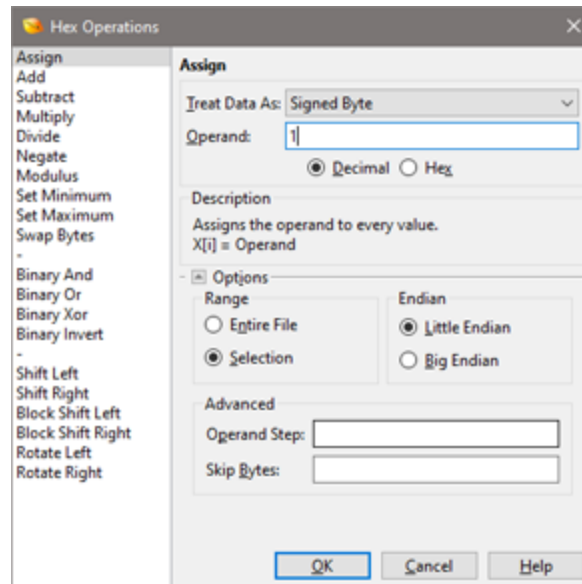 Hex Operations
Assign
Add
Subtract
Multiply
Divide
Negate
Modulus
Set Minimum
Set Maximum
Swap Bytes
-
Binary And
Binary Or
Binary Xor
Binary Invert
-
Shift Left
Shift Right
Block Shift Left
Block Shift Right
Rotate Left
Rotate Right
Assign
Treat Data As: Signed Byte
Operand: 1
Decimal Hex
Description
Assigns the operand to every value.
X[i] = Operand
Options
Range
Entire File
Selection
Endian
Little Endian
Big Endian
Advanced
Operand Step:
Skip Bytes:
OK Cancel Help